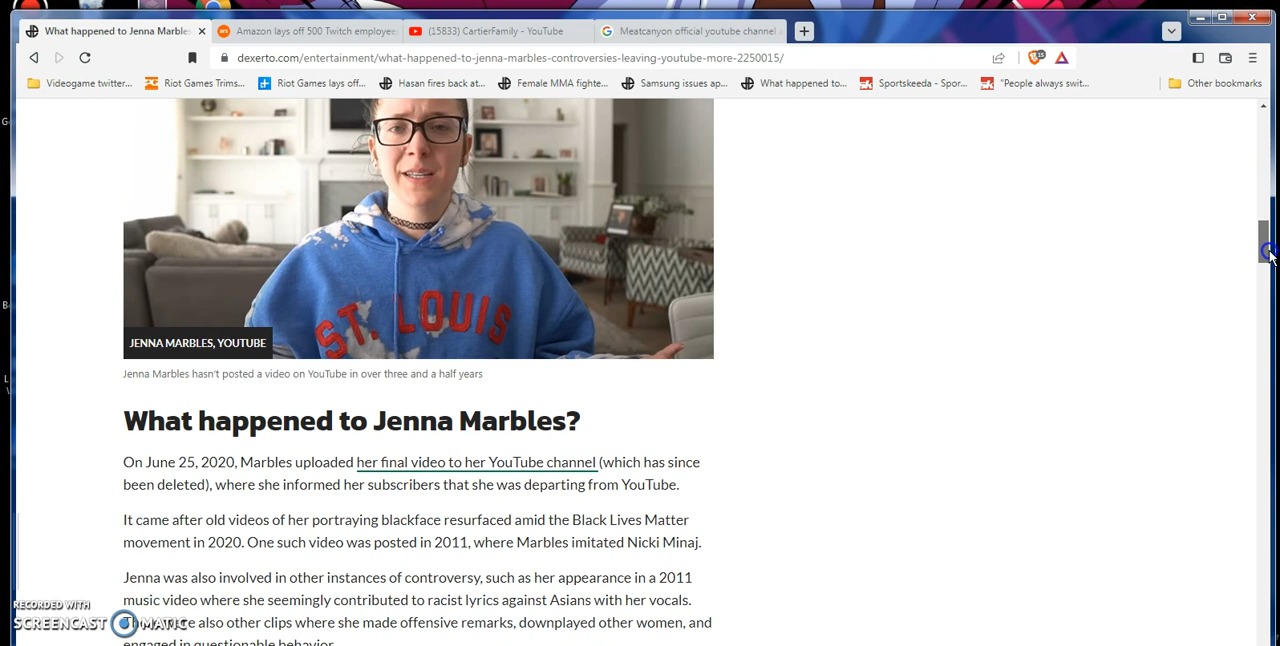 What happened to Jenna Marbles
Amazon lays off 500 Twitch employee
(15833) CartierFamily - YouTube
Meatcanyon official youtube channel
dexerto.com/entertainment/what-happened-to-jenna-marbles-controversies-leaving-youtube-more-2250015/
Videogame twitter...
Riot Games Trims...
Riot Games lays off...
Hasan fires back at...
Female MMA fighte...
Samsung issues ap...
What happened to...
Sportskeeda - Spor...
"People always swit...
Other bookmarks
ST. LOUIS
JENNA MARBLES, YOUTUBE
Jenna Marbles hasn't posted a video on YouTube in over three and a half years
What happened to Jenna Marbles?
On June 25, 2020, Marbles uploaded her final video to her YouTube channel (which has since
been deleted), where she informed her subscribers that she was departing from YouTube.
It came after old videos of her portraying blackface resurfaced amid the Black Lives Matter
movement in 2020. One such video was posted in 2011, where Marbles imitated Nicki Minaj.
Jenna was also involved in other instances of controversy, such as her appearance in a 2011
music video where she seemingly contributed to racist lyrics against Asians with her vocals.
also other clips where she made offensive remarks, downplayed other women, and
engaged in questionable behavior.
RECORDED WITH
SCREENCAST MATIC